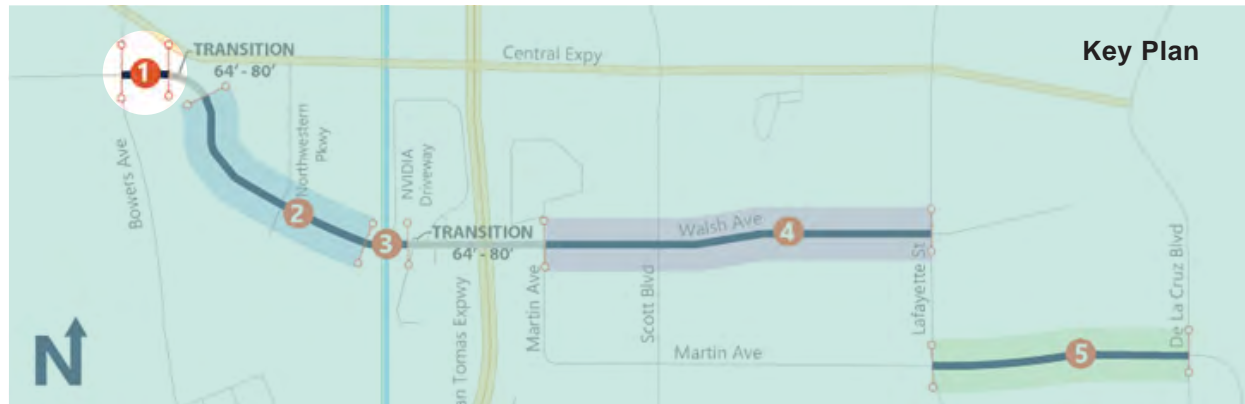 Key Plan
TRANSITION
64' - 80'
1
Central Expy
Bowers Ave
Northwestern
Pkwy
NVIDIA
Driveway
2
3
TRANSITION
64' - 80'
Walsh Ave
4
an Tomas Expwy
Martin Ave
Scott Blvd
Lafayette St
De La Cruz Blvd
Martin Ave
5
N